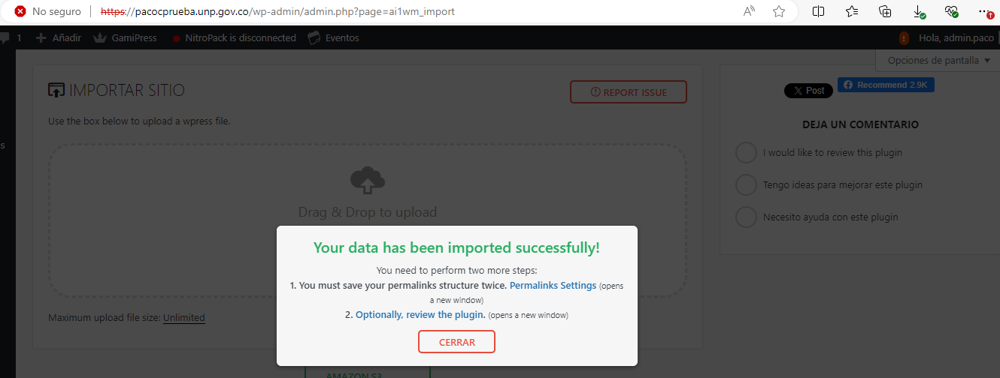 No seguro https://pacocprueba.unp.gov.co/wp-admin/admin.php?page=ai1wm_import
1 Añadir GamiPress NitroPack is disconnected Eventos ! Hola, admin.paco
Opciones de pantalla
IMPORTAR SITIO
REPORT ISSUE
Use the box below to upload a wpress file.
Drag & Drop to upload
Maximum upload file size: Unlimited
AMAZON S3
Post
Recommend 2.9K
DEJA UN COMENTARIO
I would like to review this plugin
Tengo ideas para mejorar este plugin
Necesito ayuda con este plugin
s
Your data has been imported successfully!
You need to perform two more steps:
1. You must save your permalinks structure twice. Permalinks Settings (opens
a new window)
2. Optionally, review the plugin. (opens a new window)
CERRAR